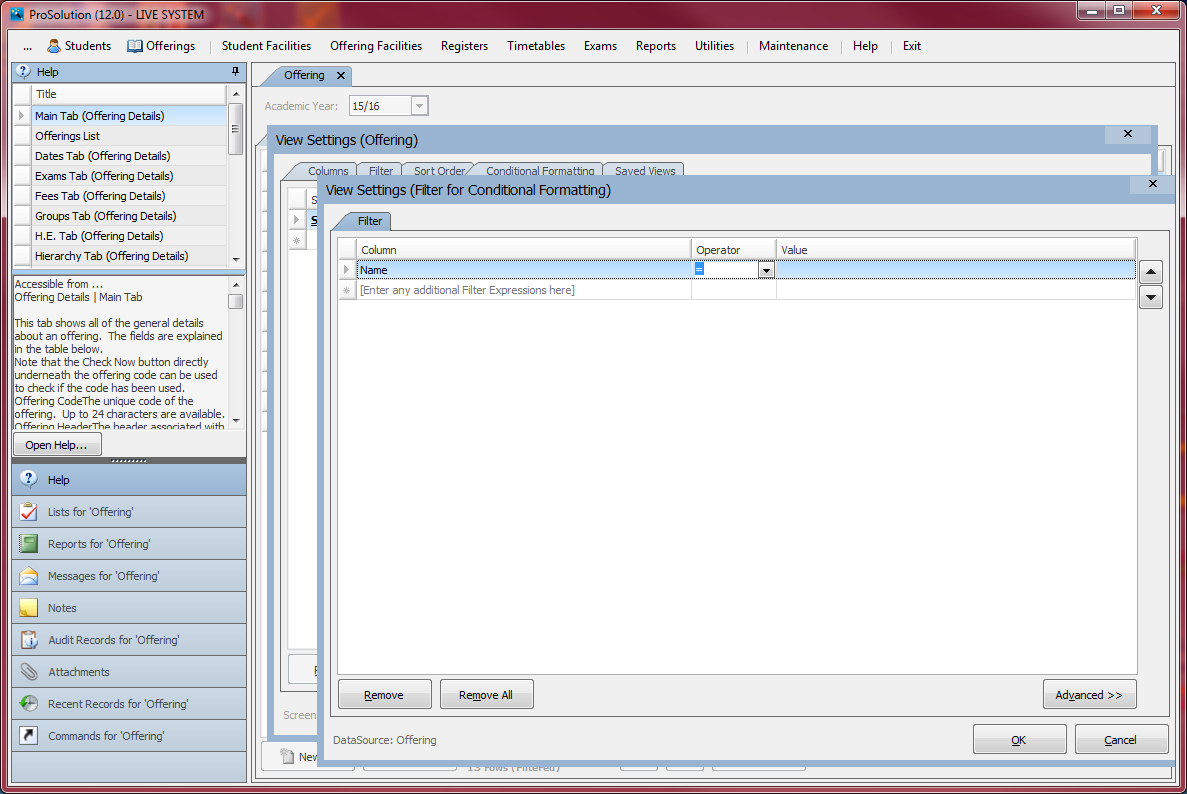 ProSolution (12.0) - LIVE SYSTEM
... Students Offerings Student Facilities Offering Facilities Registers Timetables Exams Reports Utilities Maintenance Help Exit
Help
Title
Main Tab (Offering Details)
Offerings List
Dates Tab (Offering Details)
Exams Tab (Offering Details)
Fees Tab (Offering Details)
Groups Tab (Offering Details)
H.E. Tab (Offering Details)
Hierarchy Tab (Offering Details)
Accessible from ...
Offering Details | Main Tab
This tab shows all of the general details
about an offering. The fields are explained
in the table below.
Note that the Check Now button directly
underneath the offering code can be used
to check if the code has been used.
Offering CodeThe unique code of the
offering. Up to 24 characters are available.
Offering HeaderThe header associated with
Open Help...
Help
Lists for 'Offering'
Reports for 'Offering'
Messages for 'Offering'
Notes
Audit Records for 'Offering'
Attachments
Recent Records for 'Offering'
Commands for 'Offering'
Offering
Academic Year: 15/16
View Settings (Offering)
Columns Filter Sort Order Conditional Formatting Saved Views
S
S
View Settings (Filter for Conditional Formatting)
Filter
Column Operator Value
Name =
[Enter any additional Filter Expressions here]
Remove Remove All Advanced >>
Screen
DataSource: Offering
OK Cancel
New
13 rows (Filtered)